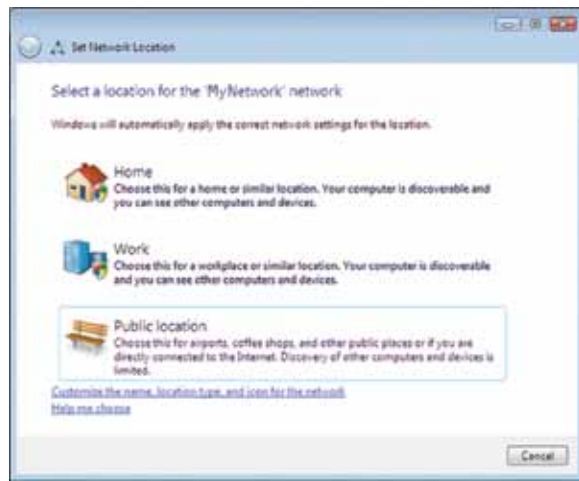 Set Network Location
Select a location for the 'MyNetwork' network
Windows will automatically apply the correct network settings for the location.
Home
Choose this for a home or similar location. Your computer is discoverable and
you can see other computers and devices.
Work
Choose this for a workplace or similar location. Your computer is discoverable
and you can see other computers and devices.
Public location
Choose this for airports, coffee shops, and other public places or if you are
directly connected to the Internet. Discovery of other computers and devices is
limited.
Customize the name, location type, and icon for the network
Help me choose
Cancel